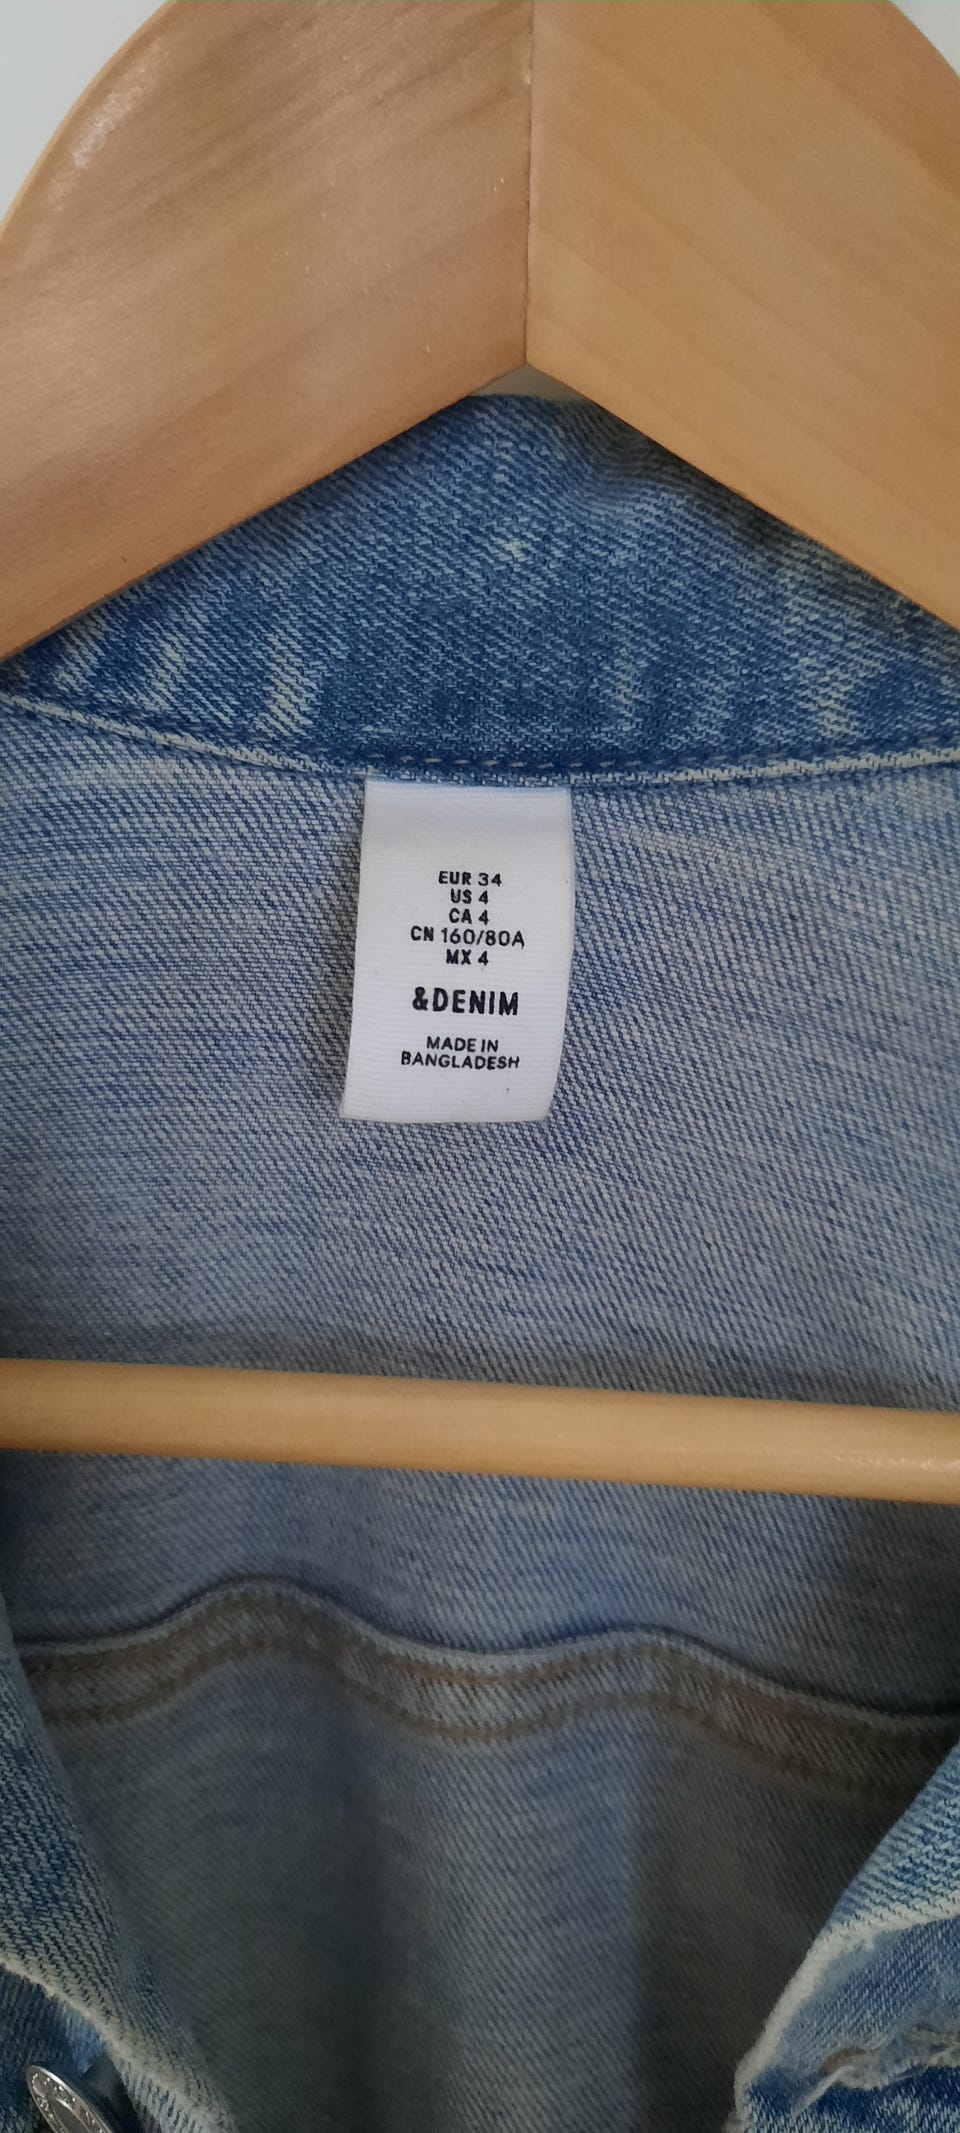 EUR 34
US 4
CA 4
CN 160/80A
MX 4
&DENIM
MADE IN
BANGLADESH